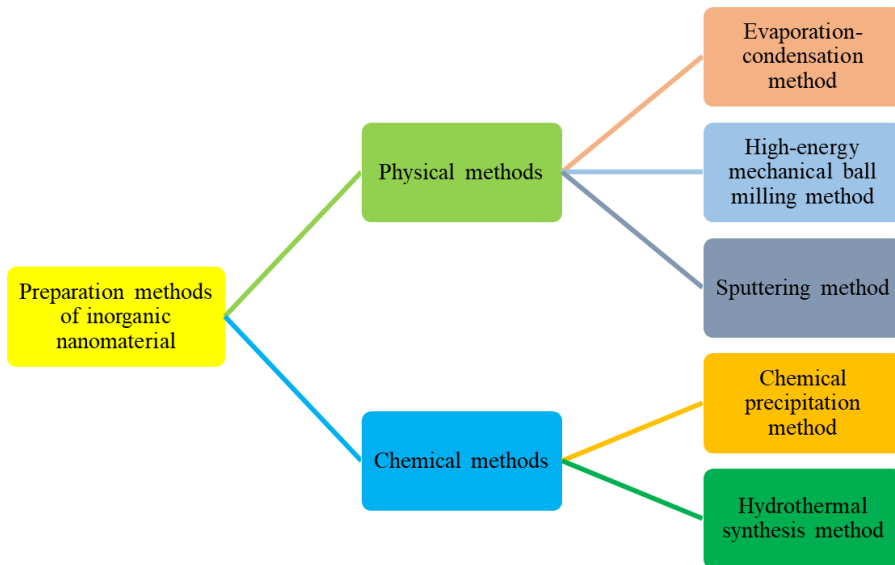 Preparation methods
of inorganic
nanomaterial
Physical methods
Evaporation-
condensation
method
High-energy
mechanical ball
milling method
Sputtering method
Chemical methods
Chemical
precipitation
method
Hydrothermal
synthesis method